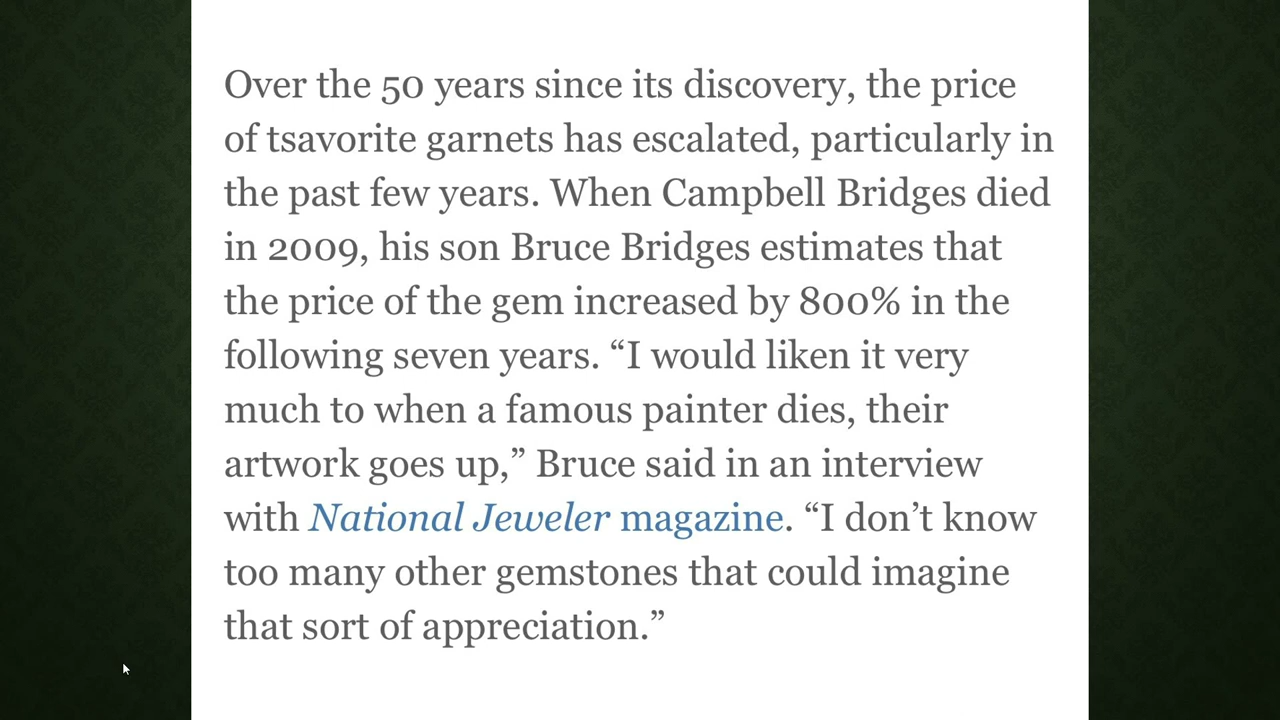 Over the 50 years since its discovery, the price
of tsavorite garnets has escalated, particularly in
the past few years. When Campbell Bridges died
in 2009, his son Bruce Bridges estimates that
the price of the gem increased by 800% in the
following seven years. “I would liken it very
much to when a famous painter dies, their
artwork goes up,” Bruce said in an interview
with National Jeweler magazine. “I don’t know
too many other gemstones that could imagine
that sort of appreciation.”